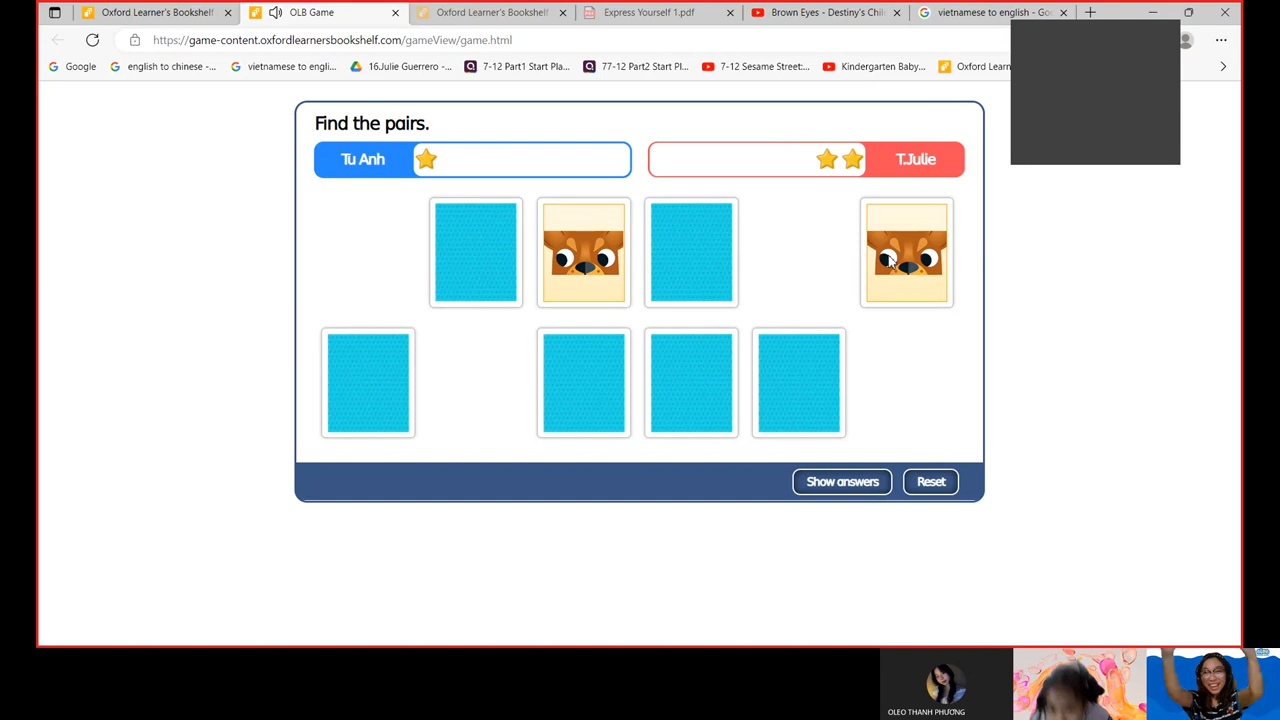 Oxford Learner's Bookshelf
OLB Game
Oxford Learner's Bookshelf
Express Yourself 1.pdf
Brown Eyes - Destiny's Chil
vietnamese to english - Go
https://game-content.oxfordlearnersbookshelf.com/gameView/game.html
Google
english to chinese -...
vietnamese to engli...
16.Julie Guerrero -...
7-12 Part1 Start Pla...
77-12 Part2 Start Pl...
7-12 Sesame Street:...
Kindergarten Baby...
Oxford Learn
Find the pairs.
Tu Anh
T.Julie
Show answers
Reset
OLEO THANH PHƯƠNG